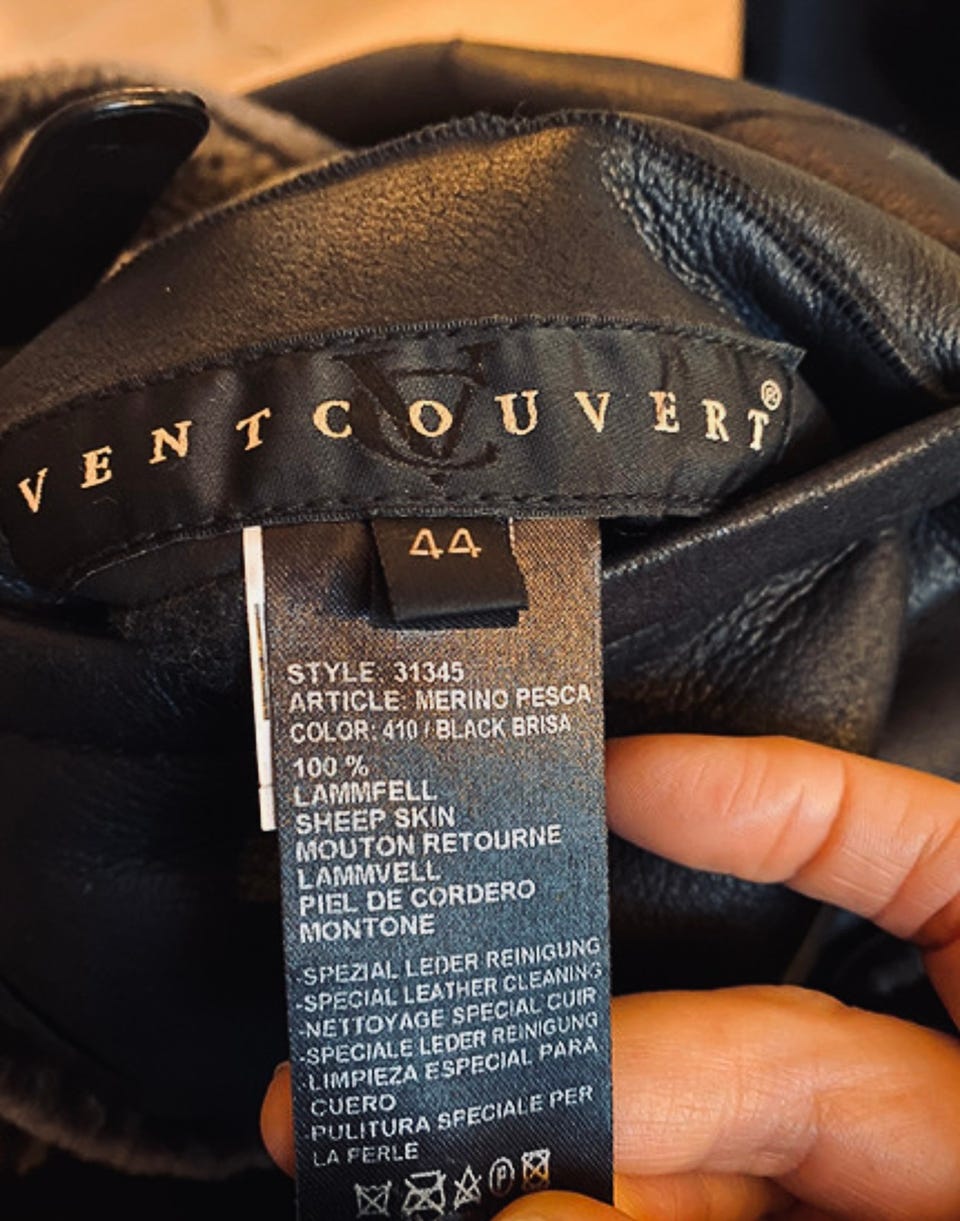 VENTCOUVERT®
VC
44
STYLE: 31345
ARTICLE: MERINO PESCA
COLOR: 410 / BLACK BRISA
100 %
LAMMFELL
SHEEP SKIN
MOUTON RETOURNE
LAMMVELL
PIEL DE CORDERO
MONTONE
-SPEZIAL LEDER REINIGUNG
-SPECIAL LEATHER CLEANING
-NETTOYAGE SPECIAL CUIR
-SPECIALE LEDER REINIGUNG
-LIMPIEZA ESPECIAL PARA
CUERO
-PULITURA SPECIALE PER
LA PERLE
P